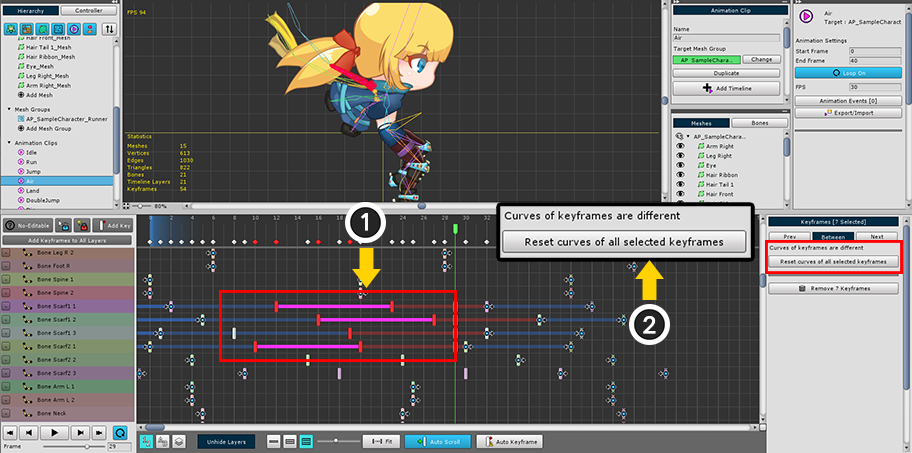 Hierarchy
Controller
All
None
Hair Front_Mesh
Hair Tail 1_Mesh
Hair Ribbon_Mesh
Eye_Mesh
Leg Right_Mesh
Arm Right_Mesh
Add Mesh
Mesh Groups
AP_SampleCharacter_Runner
Add Mesh Group
Animation Clips
Idle
Run
Jump
Air
Land
DoubleJump
FPS 94
Statistics
Meshes 15
Vertices 613
Edges 1030
Triangles 822
Bones 21
Timeline Layers 21
Keyframes 54
80%
Animation Clip
Name
Air
Target Mesh Group
AP_SampleChara...
Change
Duplicate
Add Timeline
Meshes
Bones
AP_SampleChara...
Arm Right
Leg Right
Eye
Hair Ribbon
Hair Tail 1
Hair Front
Air
Target : AP_SampleCharact
Animation Settings
Start Frame 0
End Frame 40
Loop On
FPS 30
Animation Events [0]
Export/Import
No-Editable
Add Key
Add Keyframes to All Layers
Bone Leg R 2
Bone Foot R
Bone Spine 1
Bone Spine 2
Bone Scarf1 1
Bone Scarf1 2
Bone Scarf1 3
Bone Scarf2 1
Bone Scarf2 2
Bone Scarf2 3
Bone Arm L 1
Bone Arm L 2
Bone Neck
Frame 29
0
5
10
1
Curves of keyframes are different
Reset curves of all selected keyframes
2
Keyframes [7 Selected]
Prev
Between
Next
Curves of keyframes are different
Reset curves of all selected keyframes
Remove 7 Keyframes
Unhide Layers
Fit
Auto Scroll
Auto Keyframe